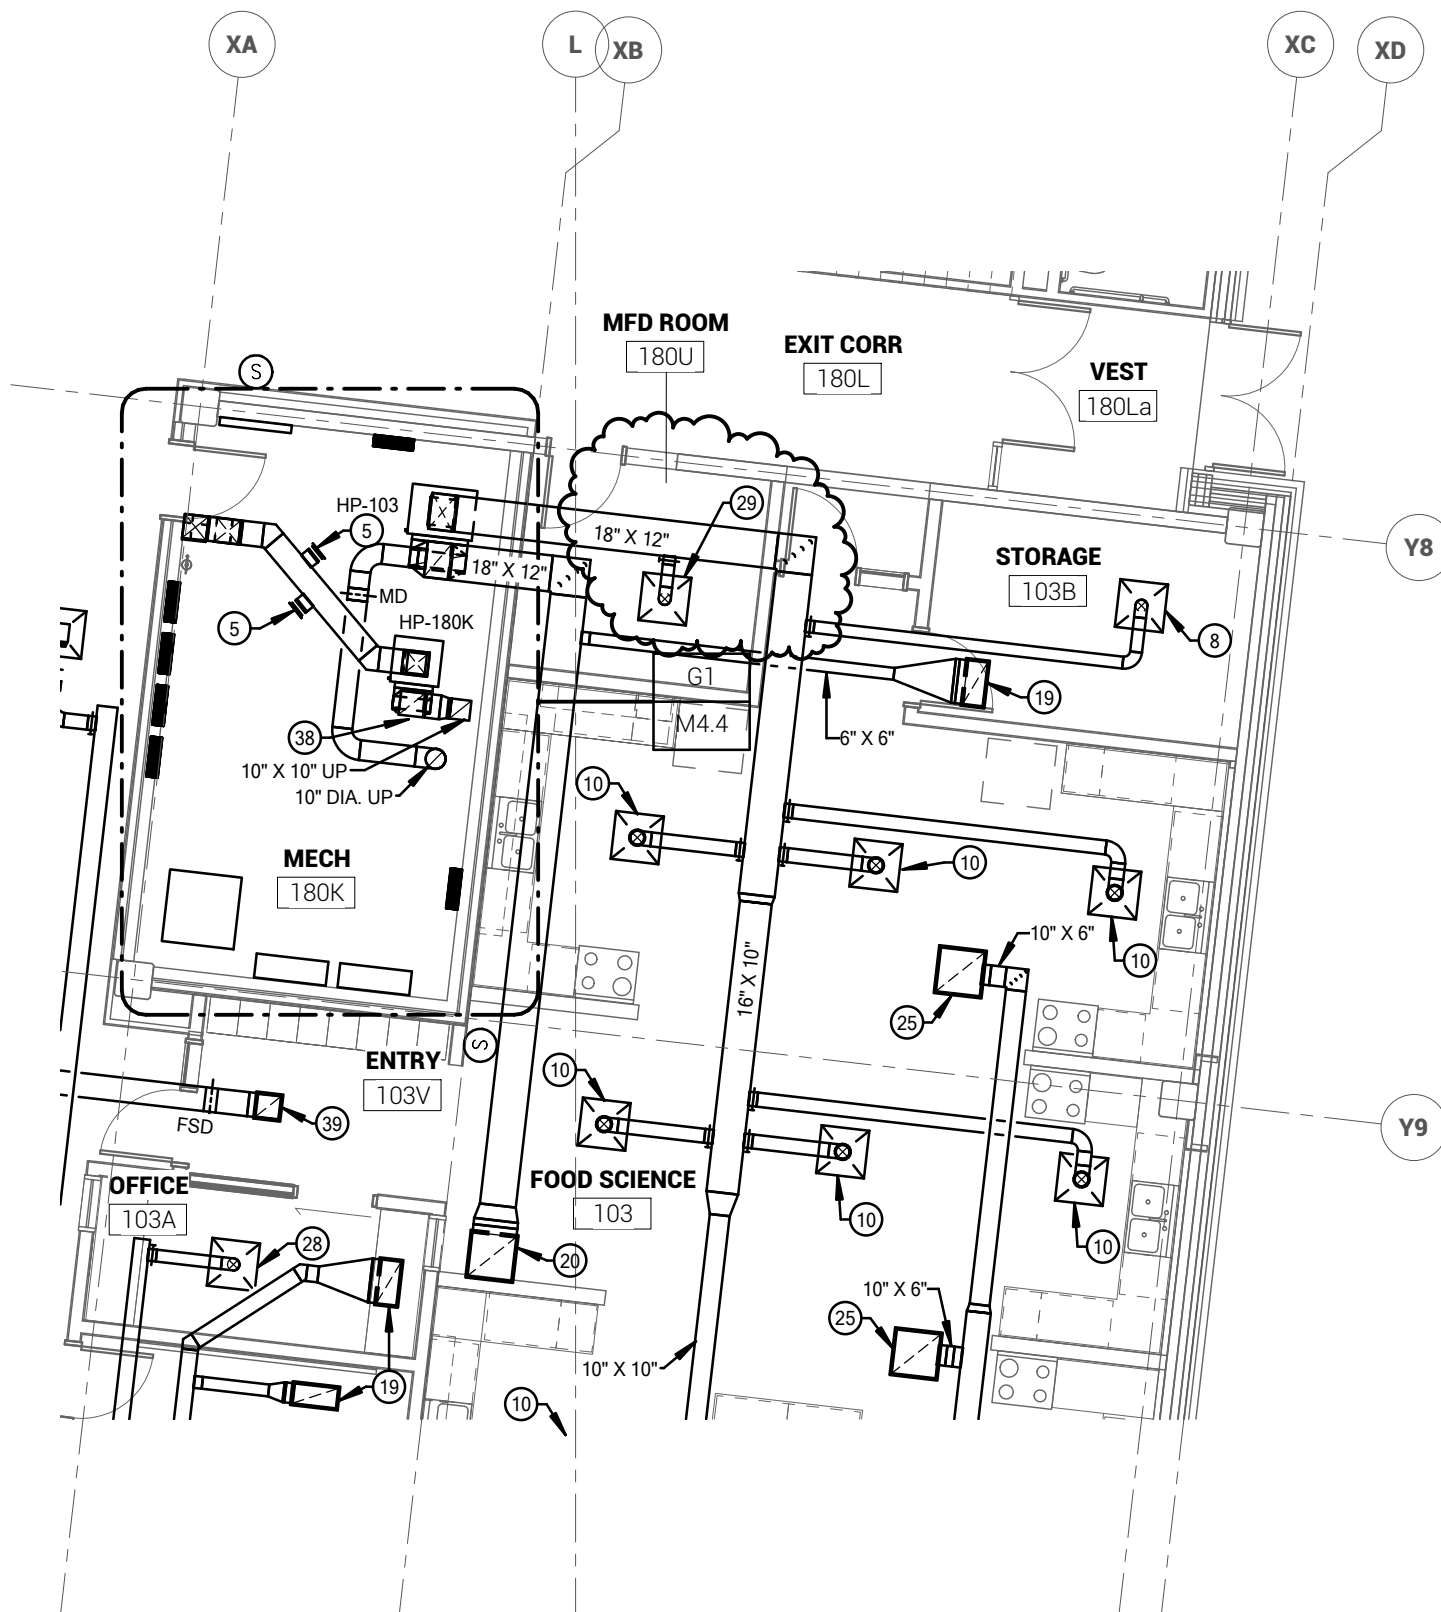 XA
L
XB
XC
XD
MFD ROOM
180U
EXIT CORR
180L
VEST
180La
S
HP-103
5
X
18" X 12"
29
Y8
18" X 12"
STORAGE
103B
MD
5
HP-180K
8
G1
19
M4.4
38
6" X 6"
10" X 10" UP
10" DIA. UP
10
MECH
180K
10
10" X 6"
10
16" X 10"
25
S
ENTRY
103V
10
FSD
39
Y9
OFFICE
103A
FOOD SCIENCE
103
10
10
28
20
10" X 6"
25
10" X 10"
19
10